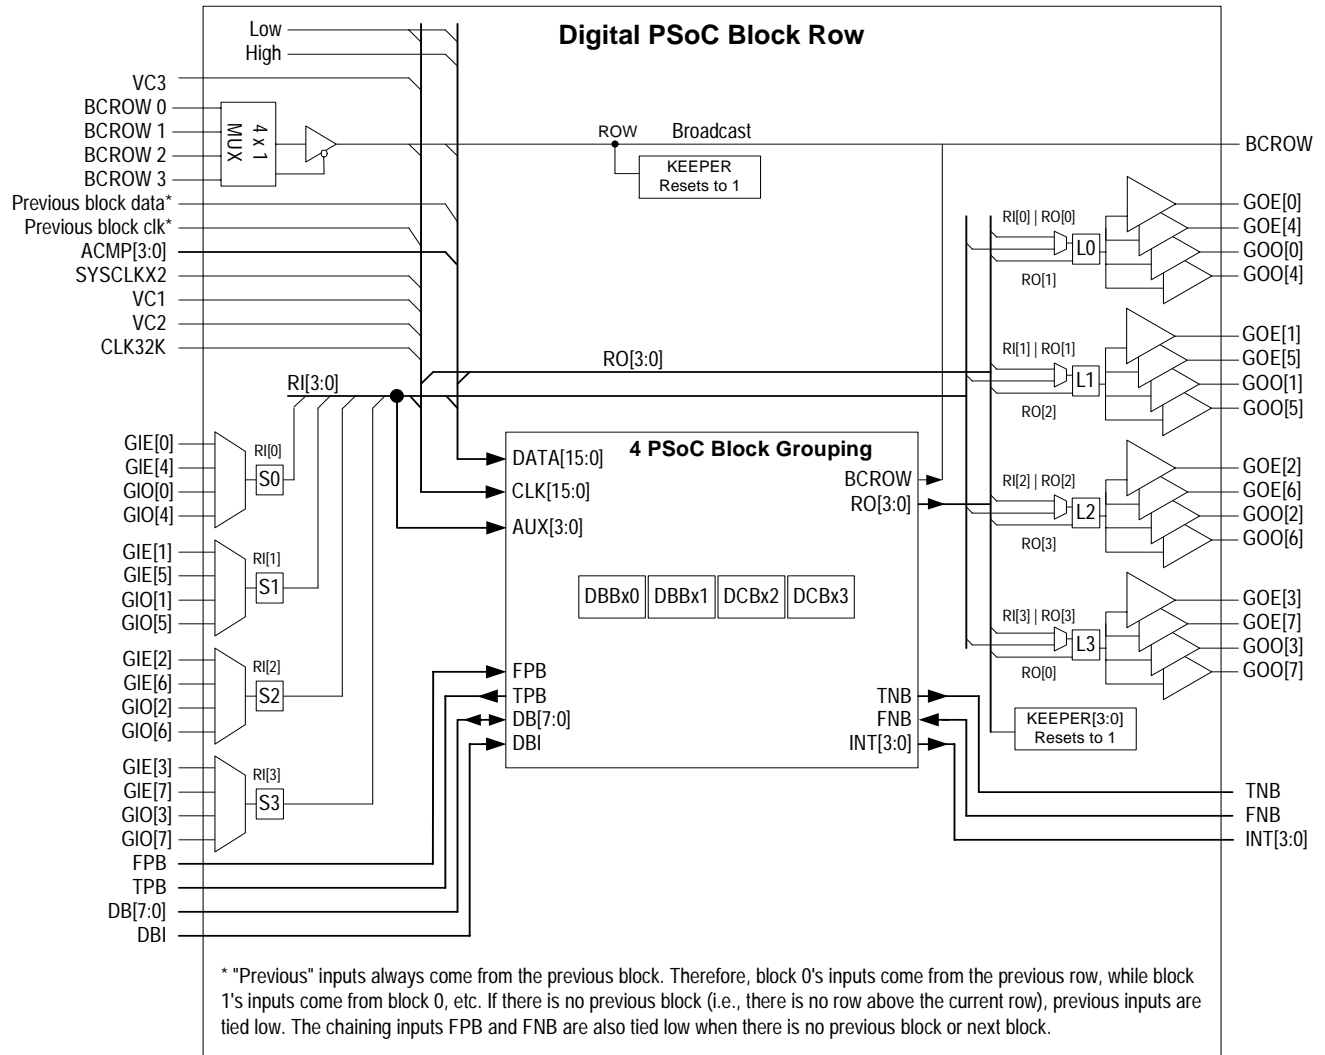 Digital PSoC Block Row
Low
High
VC3
BCROW 0
BCROW 1
BCROW 2
BCROW 3
4 x 1
MUX
ROW
Broadcast
KEEPER
Resets to 1
BCROW
Previous block data*
Previous block clk*
ACMP[3:0]
SYSCLKX2
VC1
VC2
CLK32K
RO[3:0]
RI[3:0]
GIE[0]
GIE[4]
GIO[0]
GIO[4]
RI[0]
S0
GIE[1]
GIE[5]
GIO[1]
GIO[5]
RI[1]
S1
GIE[2]
GIE[6]
GIO[2]
GIO[6]
RI[2]
S2
GIE[3]
GIE[7]
GIO[3]
GIO[7]
RI[3]
S3
FPB
TPB
DB[7:0]
DBI
4 PSoC Block Grouping
DATA[15:0]
CLK[15:0]
AUX[3:0]
BCROW
RO[3:0]
DBBx0 DBBx1 DCBx2 DCBx3
FPB
TPB
DB[7:0]
DBI
TNB
FNB
INT[3:0]
RI[0] | RO[0]
L0
RO[1]
GOE[0]
GOE[4]
GOO[0]
GOO[4]
RI[1] | RO[1]
L1
RO[2]
GOE[1]
GOE[5]
GOO[1]
GOO[5]
RI[2] | RO[2]
L2
RO[3]
GOE[2]
GOE[6]
GOO[2]
GOO[6]
RI[3] | RO[3]
L3
RO[0]
GOE[3]
GOE[7]
GOO[3]
GOO[7]
KEEPER[3:0]
Resets to 1
TNB
FNB
INT[3:0]
* "Previous" inputs always come from the previous block. Therefore, block 0's inputs come from the previous row, while block
1's inputs come from block 0, etc. If there is no previous block (i.e., there is no row above the current row), previous inputs are
tied low. The chaining inputs FPB and FNB are also tied low when there is no previous block or next block.